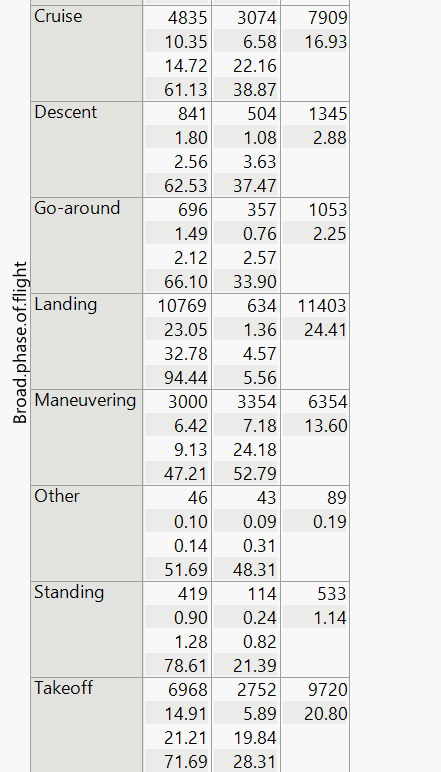 Broad.phase.of.flight
Cruise 4835 3074 7909
10.35 6.58 16.93
14.72 22.16
61.13 38.87
Descent 841 504 1345
1.80 1.08 2.88
2.56 3.63
62.53 37.47
Go-around 696 357 1053
1.49 0.76 2.25
2.12 2.57
66.10 33.90
Landing 10769 634 11403
23.05 1.36 24.41
32.78 4.57
94.44 5.56
Maneuvering 3000 3354 6354
6.42 7.18 13.60
9.13 24.18
47.21 52.79
Other 46 43 89
0.10 0.09 0.19
0.14 0.31
51.69 48.31
Standing 419 114 533
0.90 0.24 1.14
1.28 0.82
78.61 21.39
Takeoff 6968 2752 9720
14.91 5.89 20.80
21.21 19.84
71.69 28.31